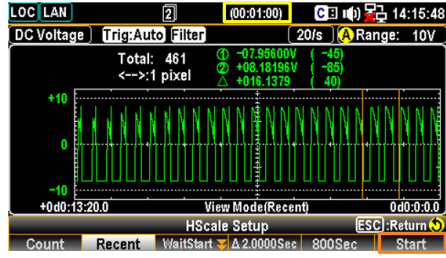 LOC LAN 2 (00:01:00) C 14:15:48
DC Voltage Trig:Auto Filter 20/s A Range: 10V
Total: 461 ① -07.95600V ( -45)
<-->:1 pixel ② +08.18196V ( -85)
△ +016.1379 ( 40)
+10
0
-10
+0d0:13:20.0 View Mode(Recent) 0d0:0:0.0
HScale Setup ESC :Return
Count Recent WaitStart Δ2.0000Sec 800Sec Start